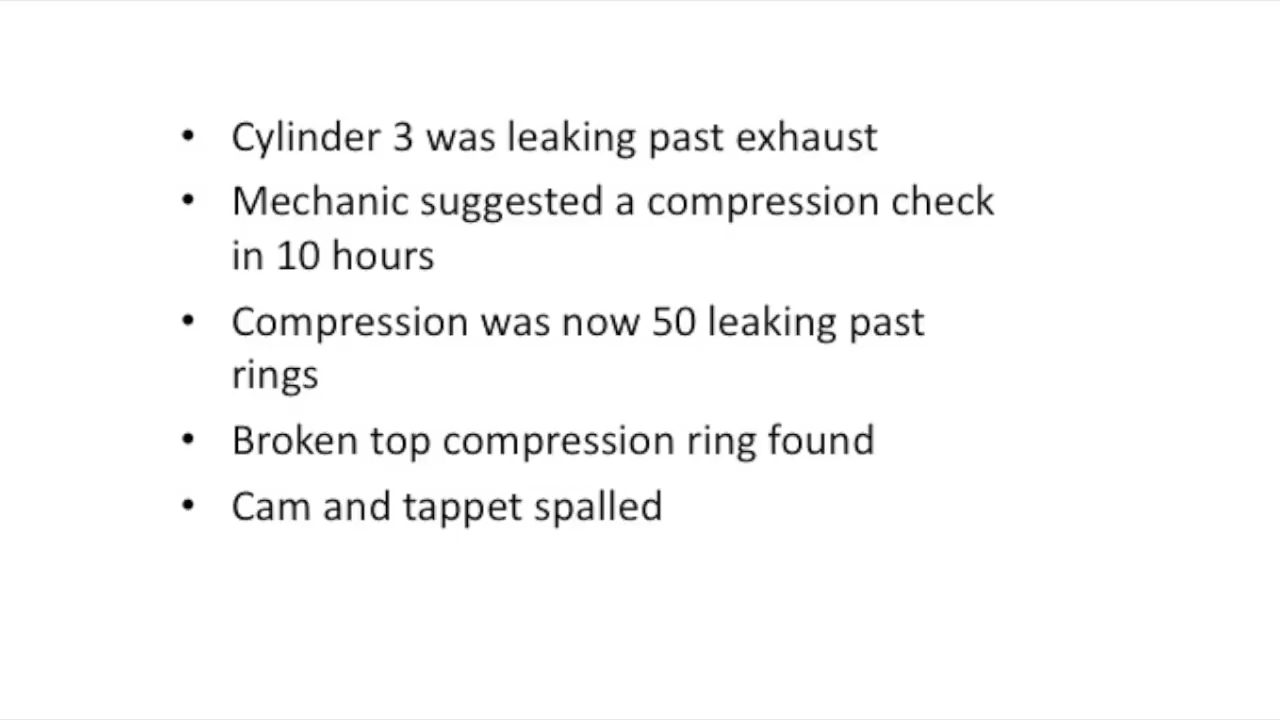 • Cylinder 3 was leaking past exhaust
• Mechanic suggested a compression check
in 10 hours
• Compression was now 50 leaking past
rings
• Broken top compression ring found
• Cam and tappet spalled